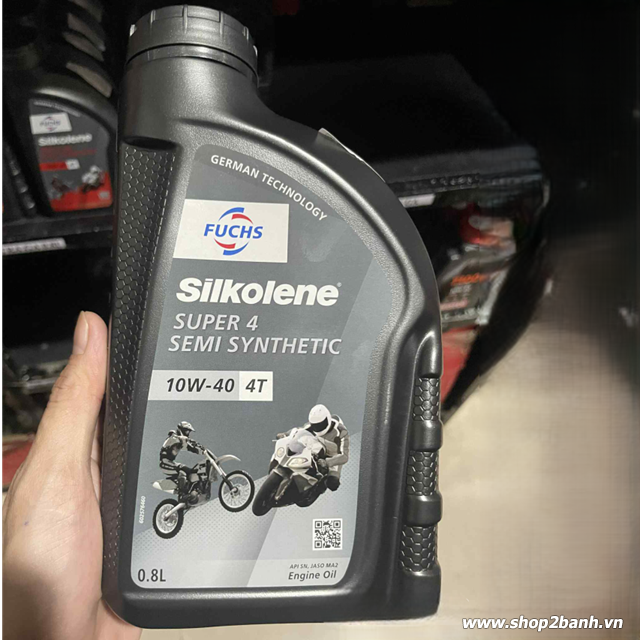 GERMAN TECHNOLOGY
FUCHS
Silkolene
SUPER 4
SEMI SYNTHETIC
10W-40 4T
0.8L
API SN, JASO MA2
Engine Oil
Silkolene
www.shop2banh.vn